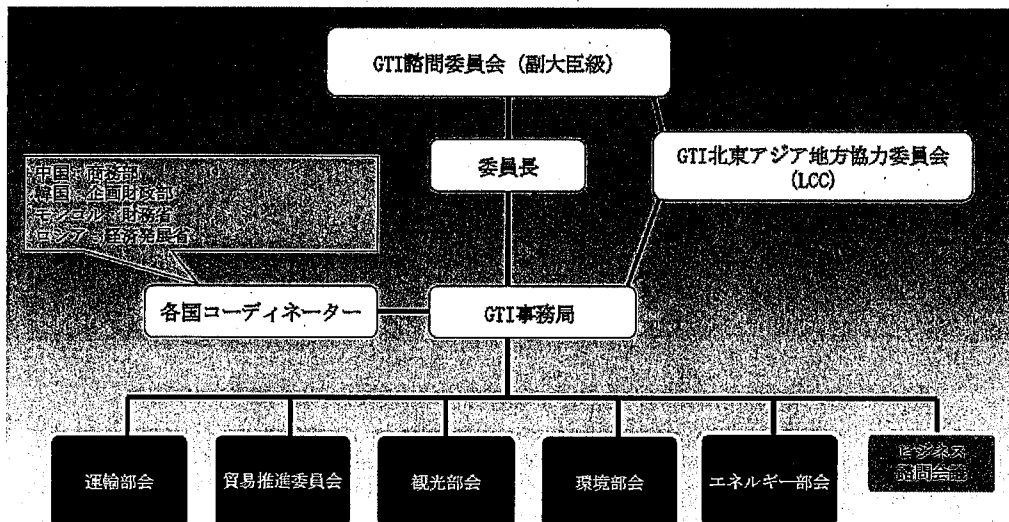 GTI諮問委員会（副大臣級）
委員長
GTI北東アジア地方協力委員会
(LCC)
中国：商務部
韓国：企画財政部
モンゴル：財務省
ロシア：経済発展省
各国コーディネーター
GTI事務局
運輸部会
貿易推進委員会
観光部会
環境部会
エネルギー部会
ビジネス
諮問会議